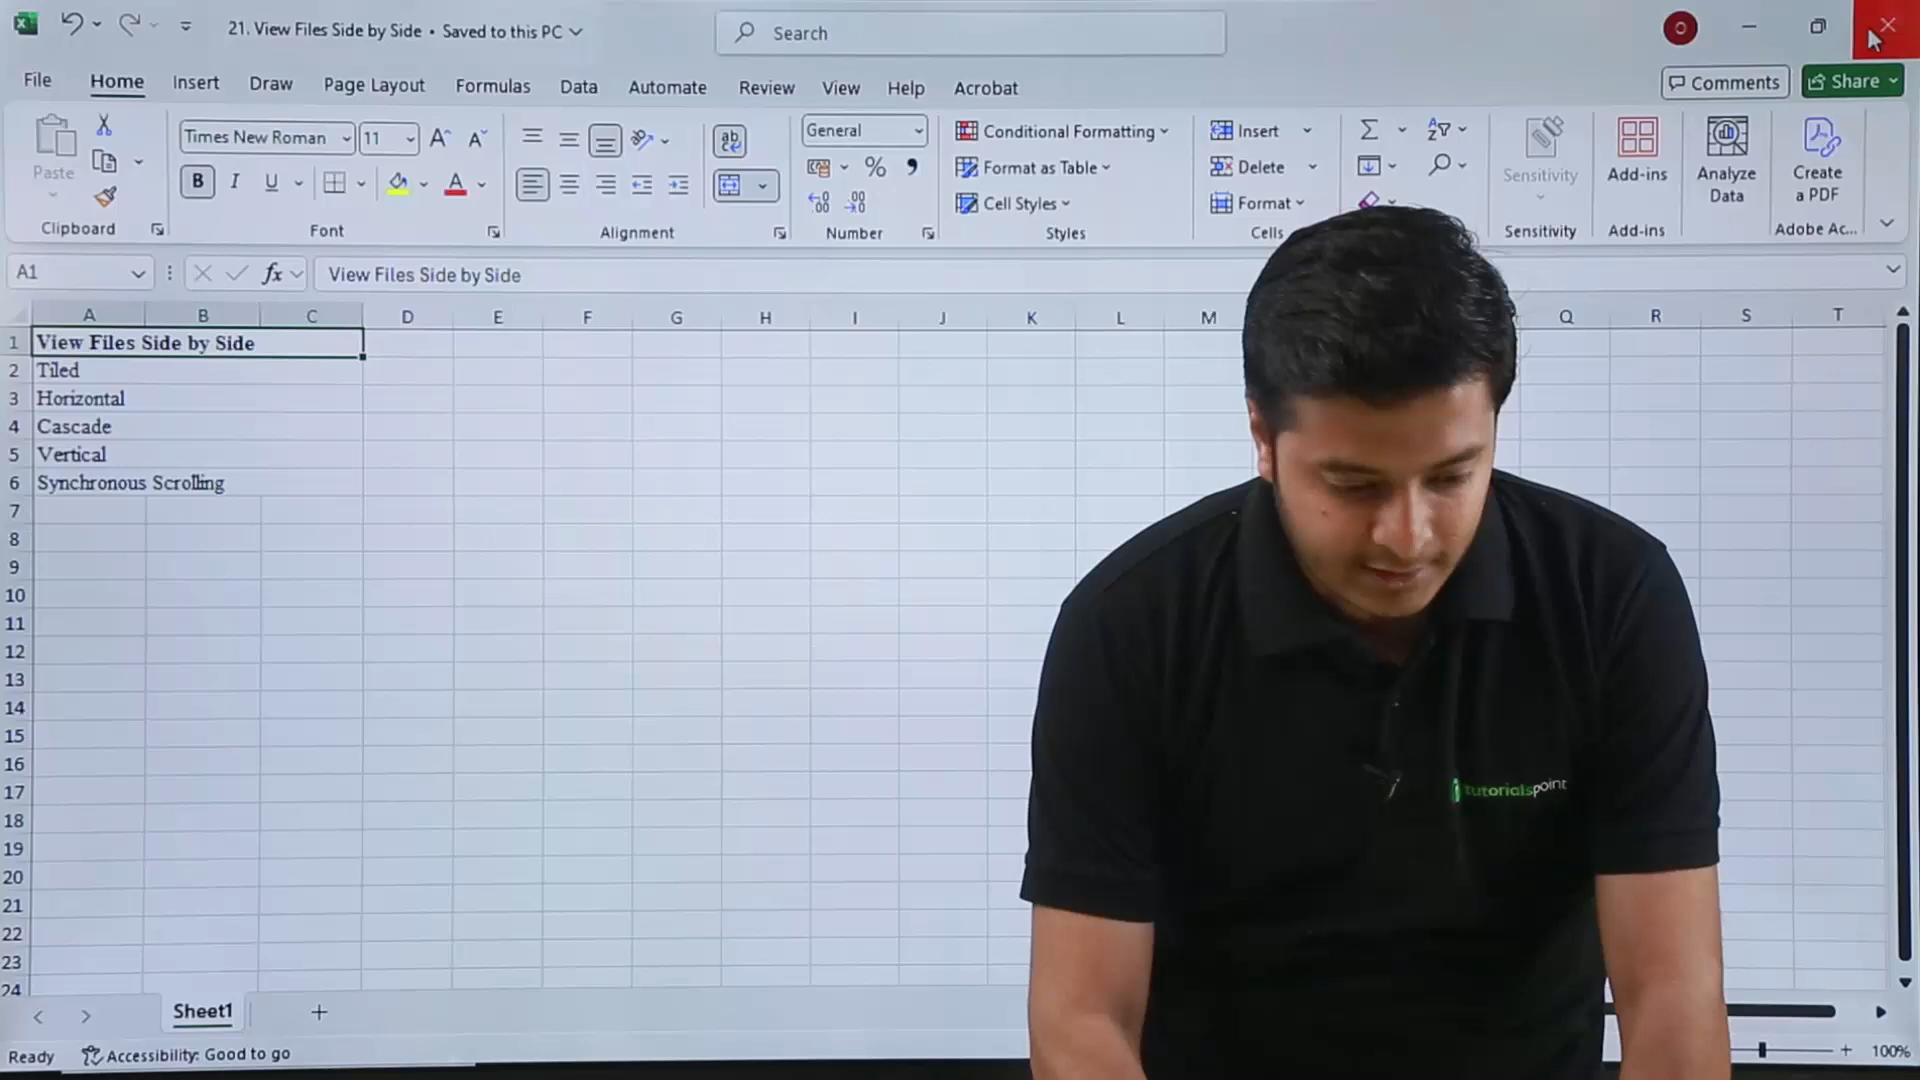 21. View Files Side by Side • Saved to this PC
Search
O
File Home Insert Draw Page Layout Formulas Data Automate Review View Help Acrobat
Comments
Share
Paste
Clipboard
Times New Roman
11
B I U
A
Font
ab
Alignment
General
%
Number
Conditional Formatting
Format as Table
Cell Styles
Styles
Insert
Delete
Format
Cells
Sensitivity
Sensitivity
Add-ins
Add-ins
Analyze
Data
Create
a PDF
Adobe Ac...
A1
fx
View Files Side by Side
A B C D E F G H I J K L M Q R S T
1 View Files Side by Side
2 Tiled
3 Horizontal
4 Cascade
5 Vertical
6 Synchronous Scrolling
7
8
9
10
11
12
13
14
15
16
17
18
19
20
21
22
23
24
tutorialspoint
Sheet1
Ready
Accessibility: Good to go
100%